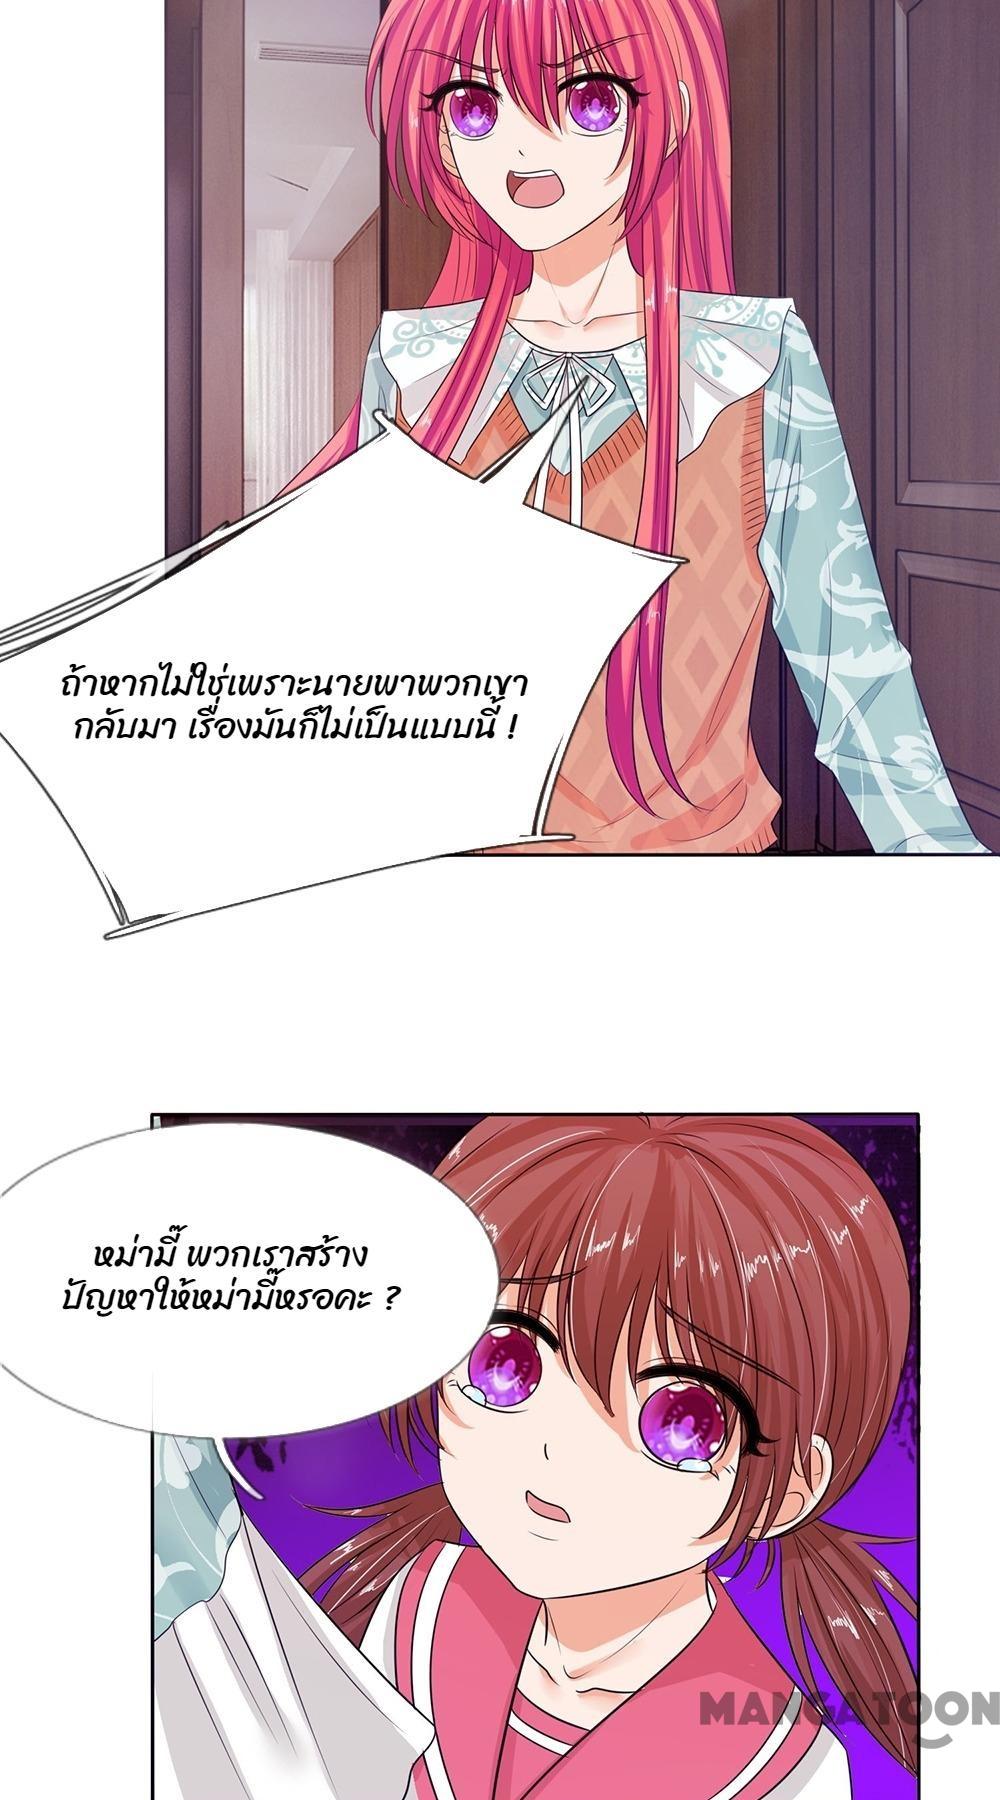 ถ้าหากไม่ใช่เพราะนายพาพวกเขา
กลับมา เรื่องมันก็ไม่เป็นแบบนี้ !
หม่ามี๊ พวกเราสร้าง
ปัญหาให้หม่ามี๊หรอคะ ?
MANGATOON